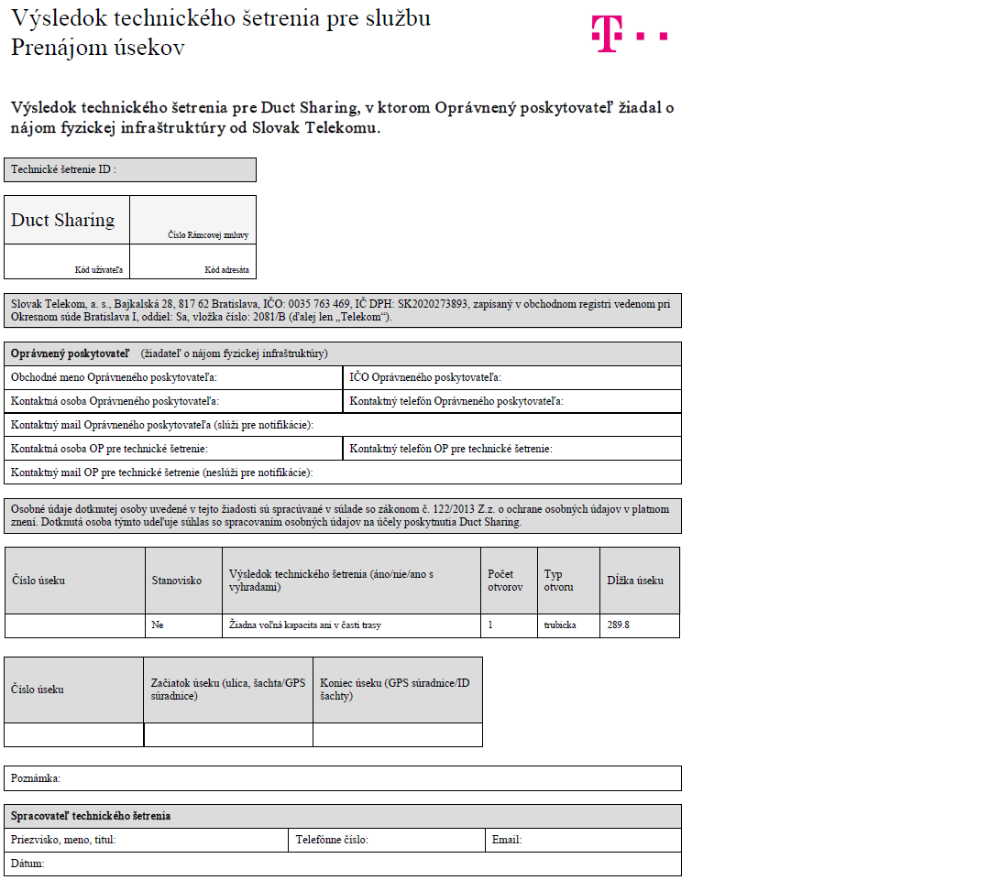 Výsledok technického šetrenia pre službu
Prenájom úsekov
T
Výsledok technického šetrenia pre Duct Sharing, v ktorom Oprávnený poskytovateľ žiadal o
nájom fyzickej infraštruktúry od Slovak Telekomu.
Technické šetrenie ID :
Duct Sharing
Číslo Rámcovej zmluvy
Kód užívateľa
Kód adresáta
Slovak Telekom, a. s., Bajkalská 28, 817 62 Bratislava, IČO: 0035 763 469, IČ DPH: SK2020273893, zapísaný v obchodnom registri vedenom pri
Okresnom súde Bratislava I, oddiel: Sa, vložka číslo: 2081/B (ďalej len „Telekom“).
Oprávnený poskytovateľ (žiadateľ o nájom fyzickej infraštruktúry)
Obchodné meno Oprávneného poskytovateľa:
IČO Oprávneného poskytovateľa:
Kontaktná osoba Oprávneného poskytovateľa:
Kontaktný telefón Oprávneného poskytovateľa:
Kontaktný mail Oprávneného poskytovateľa (slúži pre notifikácie):
Kontaktná osoba OP pre technické šetrenie:
Kontaktný telefón OP pre technické šetrenie:
Kontaktný mail OP pre technické šetrenie (neslúži pre notifikácie):
Osobné údaje dotknutej osoby uvedené v tejto žiadosti sú spracúvané v súlade so zákonom č. 122/2013 Z.z. o ochrane osobných údajov v platnom
znení. Dotknutá osoba týmto udeľuje súhlas so spracovaním osobných údajov na účely poskytnutia Duct Sharing.
Číslo úseku
Stanovisko
Výsledok technického šetrenia (áno/nie/ano s
vyhradami)
Počet
otvorov
Typ
otvoru
Dĺžka úseku
Ne
Žiadna voľná kapacita ani v časti trasy
1
trubicka
289.8
Číslo úseku
Začiatok úseku (ulica, šachta/GPS
súradnice)
Koniec úseku (GPS súradnice/ID
šachty)
Poznámka:
Spracovateľ technického šetrenia
Priezvisko, meno, titul:
Telefónne číslo:
Email:
Dátum: